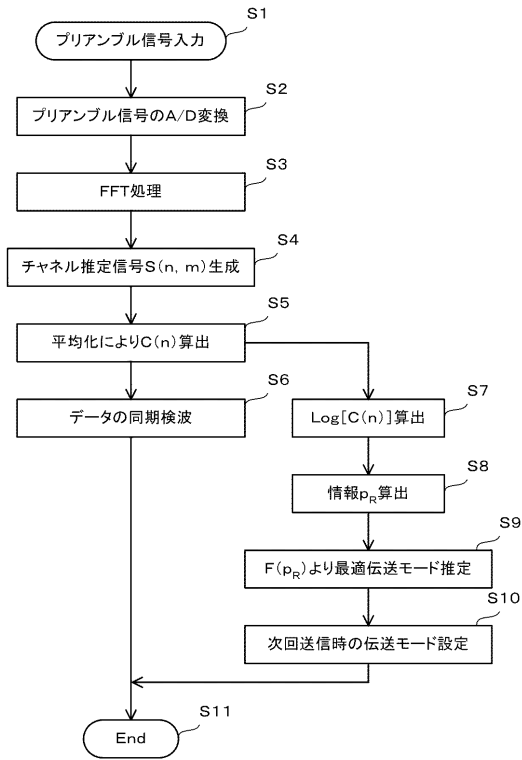 S1
プリアンブル信号入力
S2
プリアンブル信号のA/D変換
S3
FFT処理
S4
チャネル推定信号S(n, m)生成
S5
平均化によりC(n)算出
S6
データの同期検波
S7
Log[C(n)]算出
S8
情報pR算出
S9
F(pR)より最適伝送モード推定
S10
次回送信時の伝送モード設定
S11
End